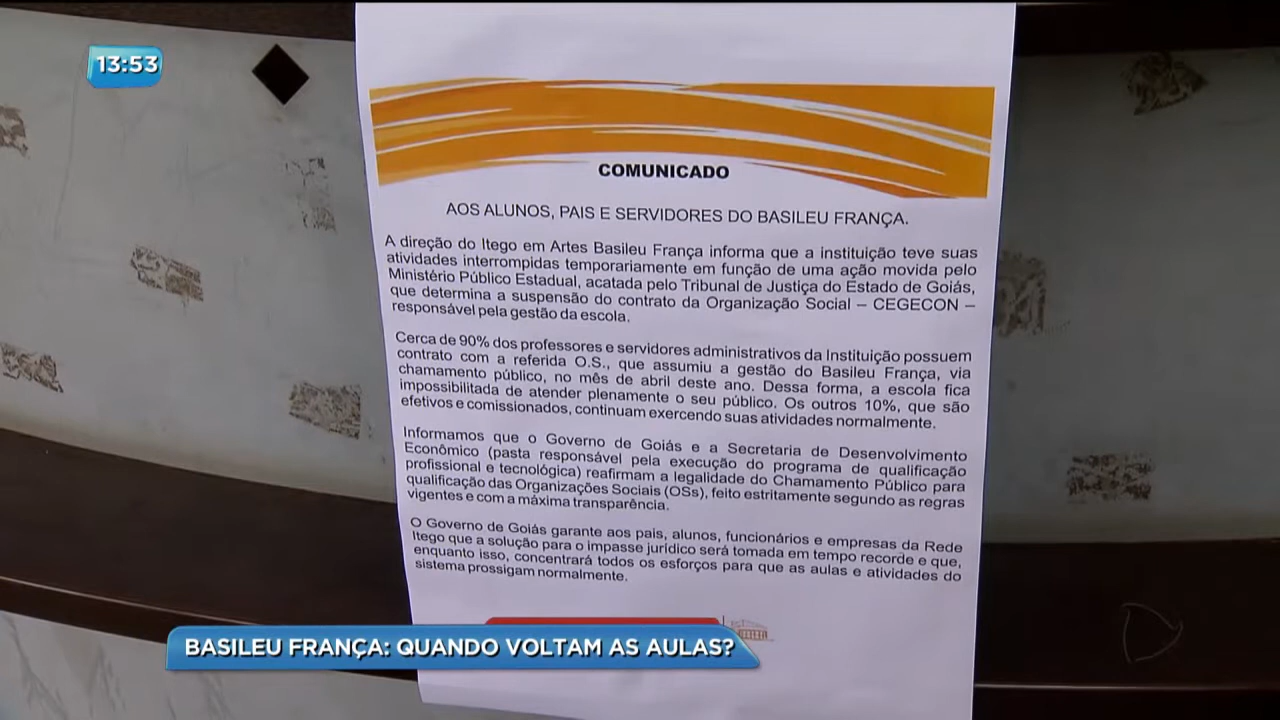 13:53
COMUNICADO
AOS ALUNOS, PAIS E SERVIDORES DO BASILEU FRANÇA.
A direção do Itego em Artes Basileu França informa que a instituição teve suas
atividades interrompidas temporariamente em função de uma ação movida pelo
Ministério Público Estadual, acatada pelo Tribunal de Justiça do Estado de Goiás,
que determina a suspensão do contrato da Organização Social – CEGECON –
responsável pela gestão da escola.
Cerca de 90% dos professores e servidores administrativos da Instituição possuem
contrato com a referida O.S., que assumiu a gestão do Basileu França, via
chamamento público, no mês de abril deste ano. Dessa forma, a escola fica
impossibilitada de atender plenamente o seu público. Os outros 10%, que são
efetivos e comissionados, continuam exercendo suas atividades normalmente.
Informamos que o Governo de Goiás e a Secretaria de Desenvolvimento
Econômico (pasta responsável pela execução do programa de qualificação
profissional e tecnológica) reafirmam a legalidade do Chamamento Público para
qualificação das Organizações Sociais (OSs), feito estritamente segundo as regras
vigentes e com a máxima transparência.
O Governo de Goiás garante aos pais, alunos, funcionários e empresas da Rede
Itego que a solução para o impasse jurídico será tomada em tempo recorde e que,
enquanto isso, concentrará todos os esforços para que as aulas e atividades do
sistema prossigam normalmente.
BASILEU FRANÇA: QUANDO VOLTAM AS AULAS?